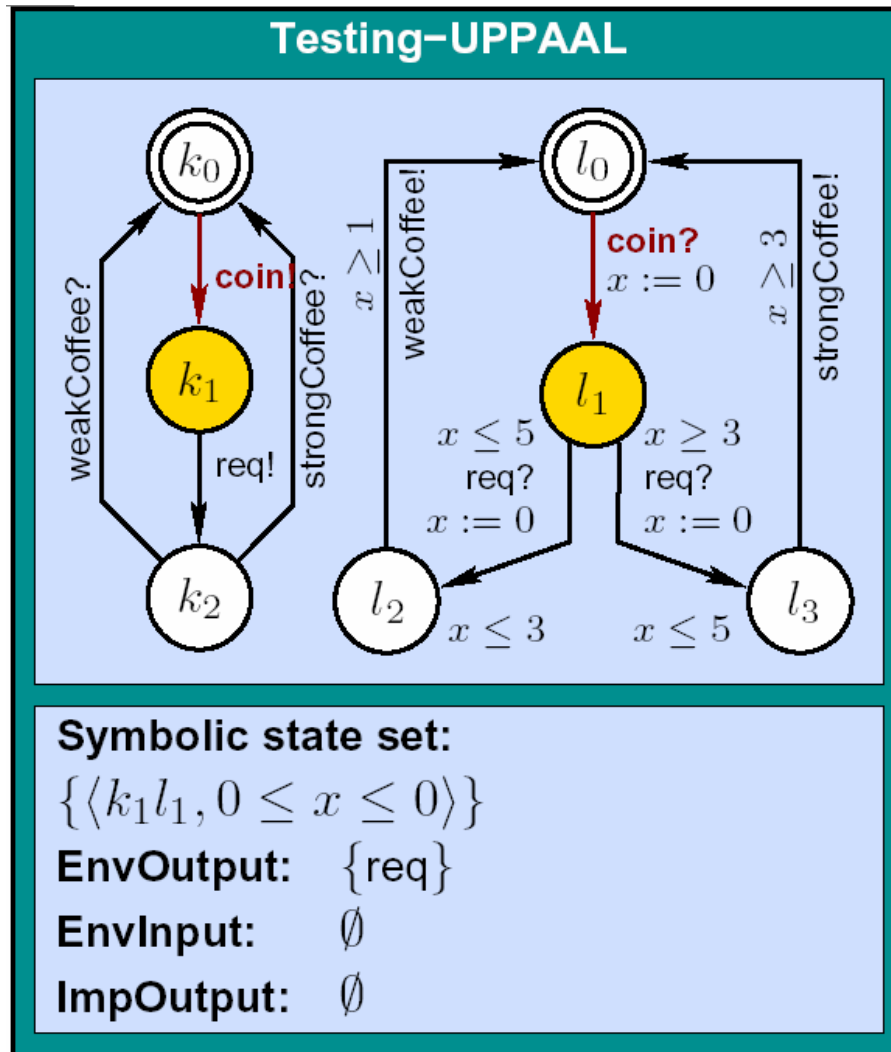 Testing-UPPAAL
k₀
coin!
k₁
req!
k₂
weakCoffee?
strongCoffee?
l₀
coin?
x := 0
l₁
x ≥ 1
weakCoffee!
x ≥ 3
strongCoffee!
x ≤ 5
req?
x := 0
x ≥ 3
req?
x := 0
l₂
x ≤ 3
x ≤ 5
l₃
Symbolic state set:
{⟨k₁l₁, 0 ≤ x ≤ 0⟩}
EnvOutput: {req}
EnvInput: ∅
ImpOutput: ∅